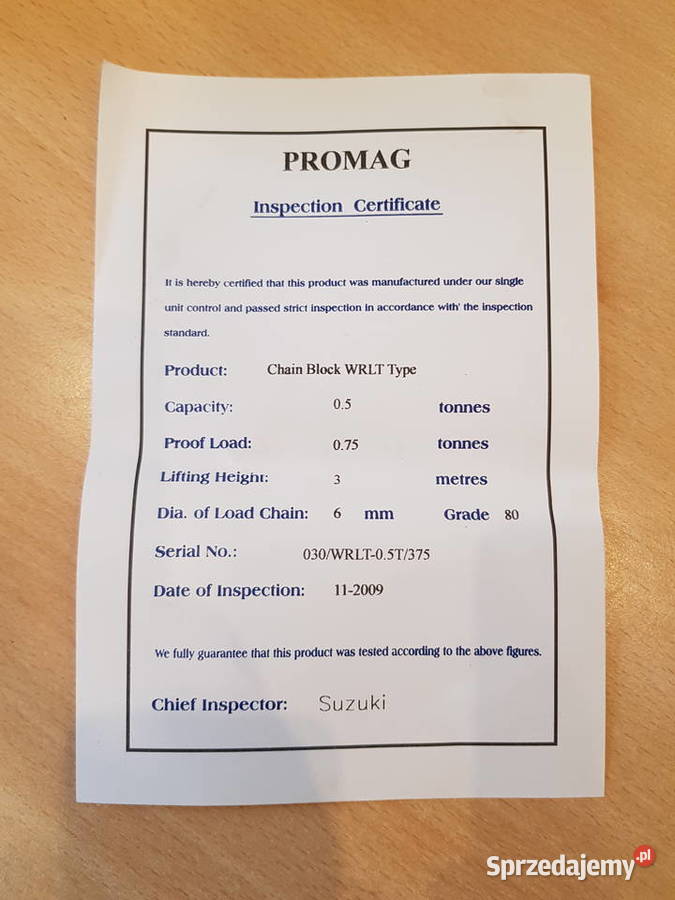 PROMAG
Inspection Certificate
It is hereby certified that this product was manufactured under our single
unit control and passed strict inspection in accordance with' the inspection
standard.
Product: Chain Block WRLT Type
Capacity: 0.5 tonnes
Proof Load: 0.75 tonnes
Lifting Height: 3 metres
Dia. of Load Chain: 6 mm Grade 80
Serial No.: 030/WRLT-0.5T/375
Date of Inspection: 11-2009
We fully guarantee that this product was tested according to the above figures.
Chief Inspector: Suzuki
Sprzedajemy.pl